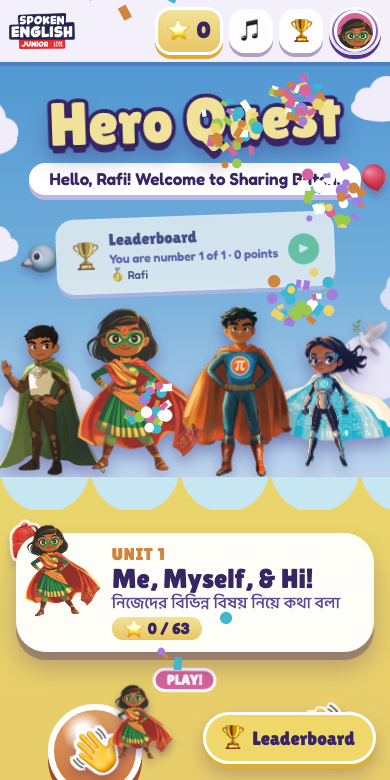 SPOKEN
ENGLISH
JUNIOR
0
Hero Quest
Hello, Rafi! Welcome to Sharing
Leaderboard
You are number 1 of 1 · 0 points
Rafi
π
UNIT 1
Me, Myself, & Hi!
নিজেদের বিভিন্ন বিষয় নিয়ে কথা বলা
0 / 63
PLAY!
Leaderboard